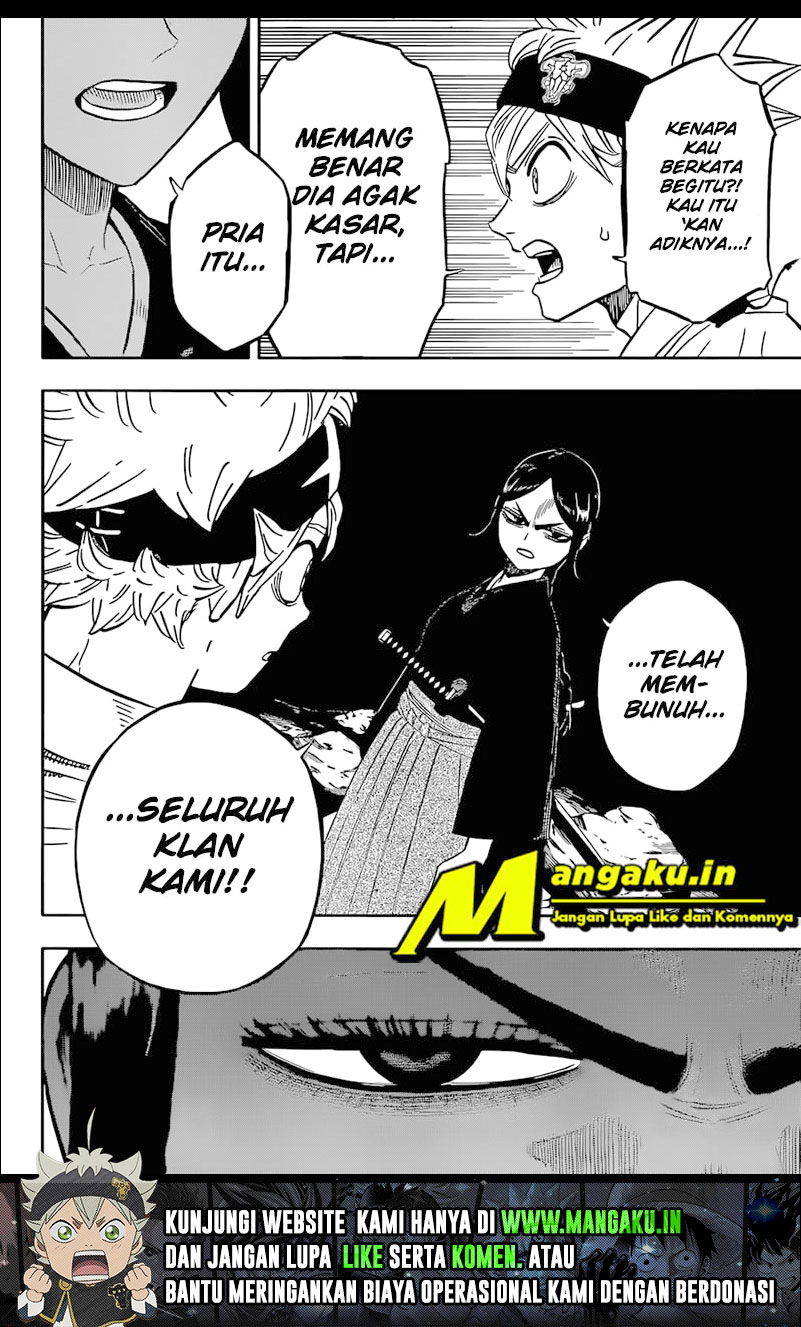 KENAPA
KAU
BERKATA
BEGITU?!
KAU ITU
'KAN
ADIKNYA...!
MEMANG
BENAR
DIA AGAK
KASAR,
TAPI...
PRIA
ITU...
...TELAH
MEM-
BUNUH...
...SELURUH
KLAN
KAMI!!
Mangaku.in
Jangan Lupa Like dan Komennya
KUNJUNGI WEBSITE KAMI HANYA DI WWW.MANGAKU.IN
DAN JANGAN LUPA LIKE SERTA KOMEN. ATAU
BANTU MERINGANKAN BIAYA OPERASIONAL KAMI DENGAN BERDONASI